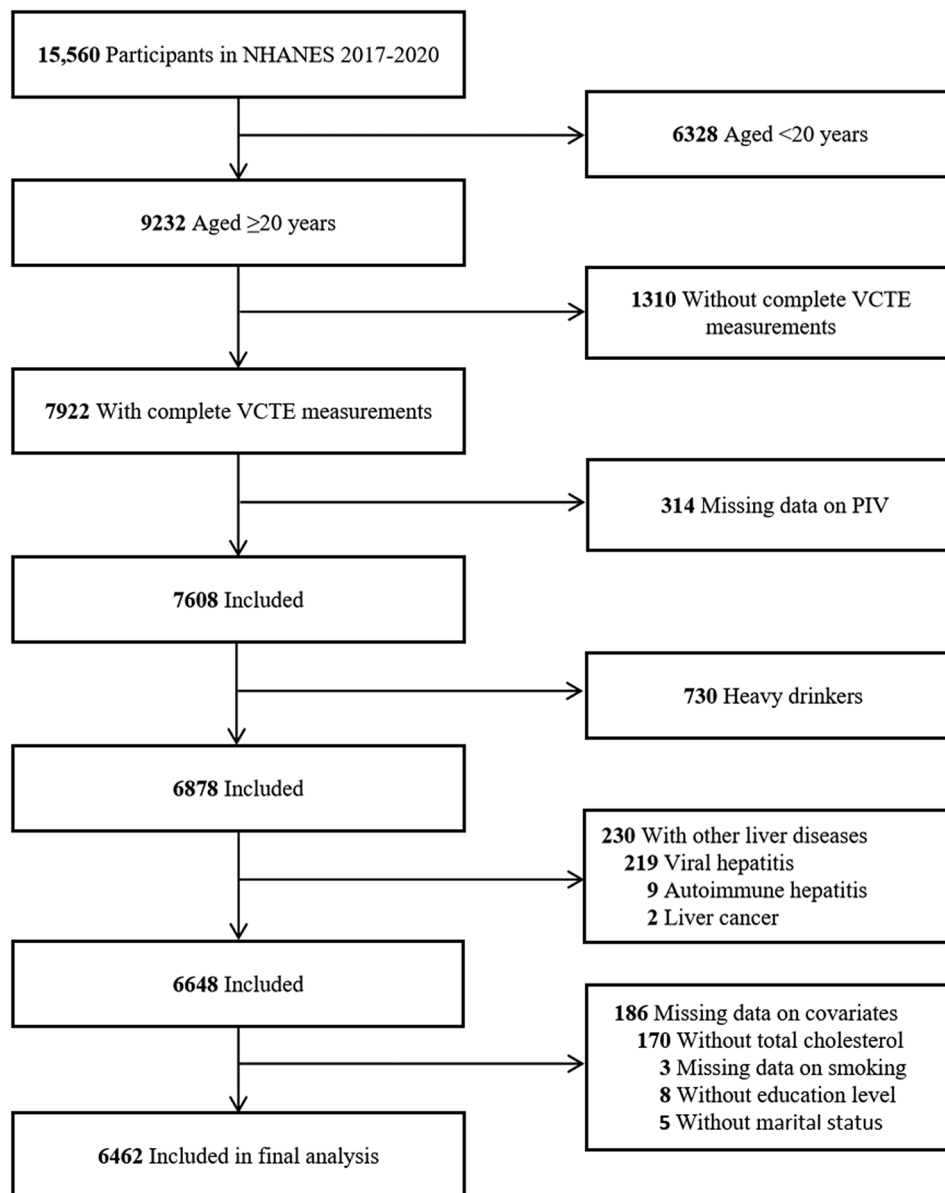 15,560 Participants in NHANES 2017-2020
6328 Aged <20 years
9232 Aged ≥20 years
1310 Without complete VCTE
measurements
7922 With complete VCTE measurements
314 Missing data on PIV
7608 Included
730 Heavy drinkers
6878 Included
230 With other liver diseases
219 Viral hepatitis
9 Autoimmune hepatitis
2 Liver cancer
6648 Included
186 Missing data on covariates
170 Without total cholesterol
3 Missing data on smoking
8 Without education level
5 Without marital status
6462 Included in final analysis